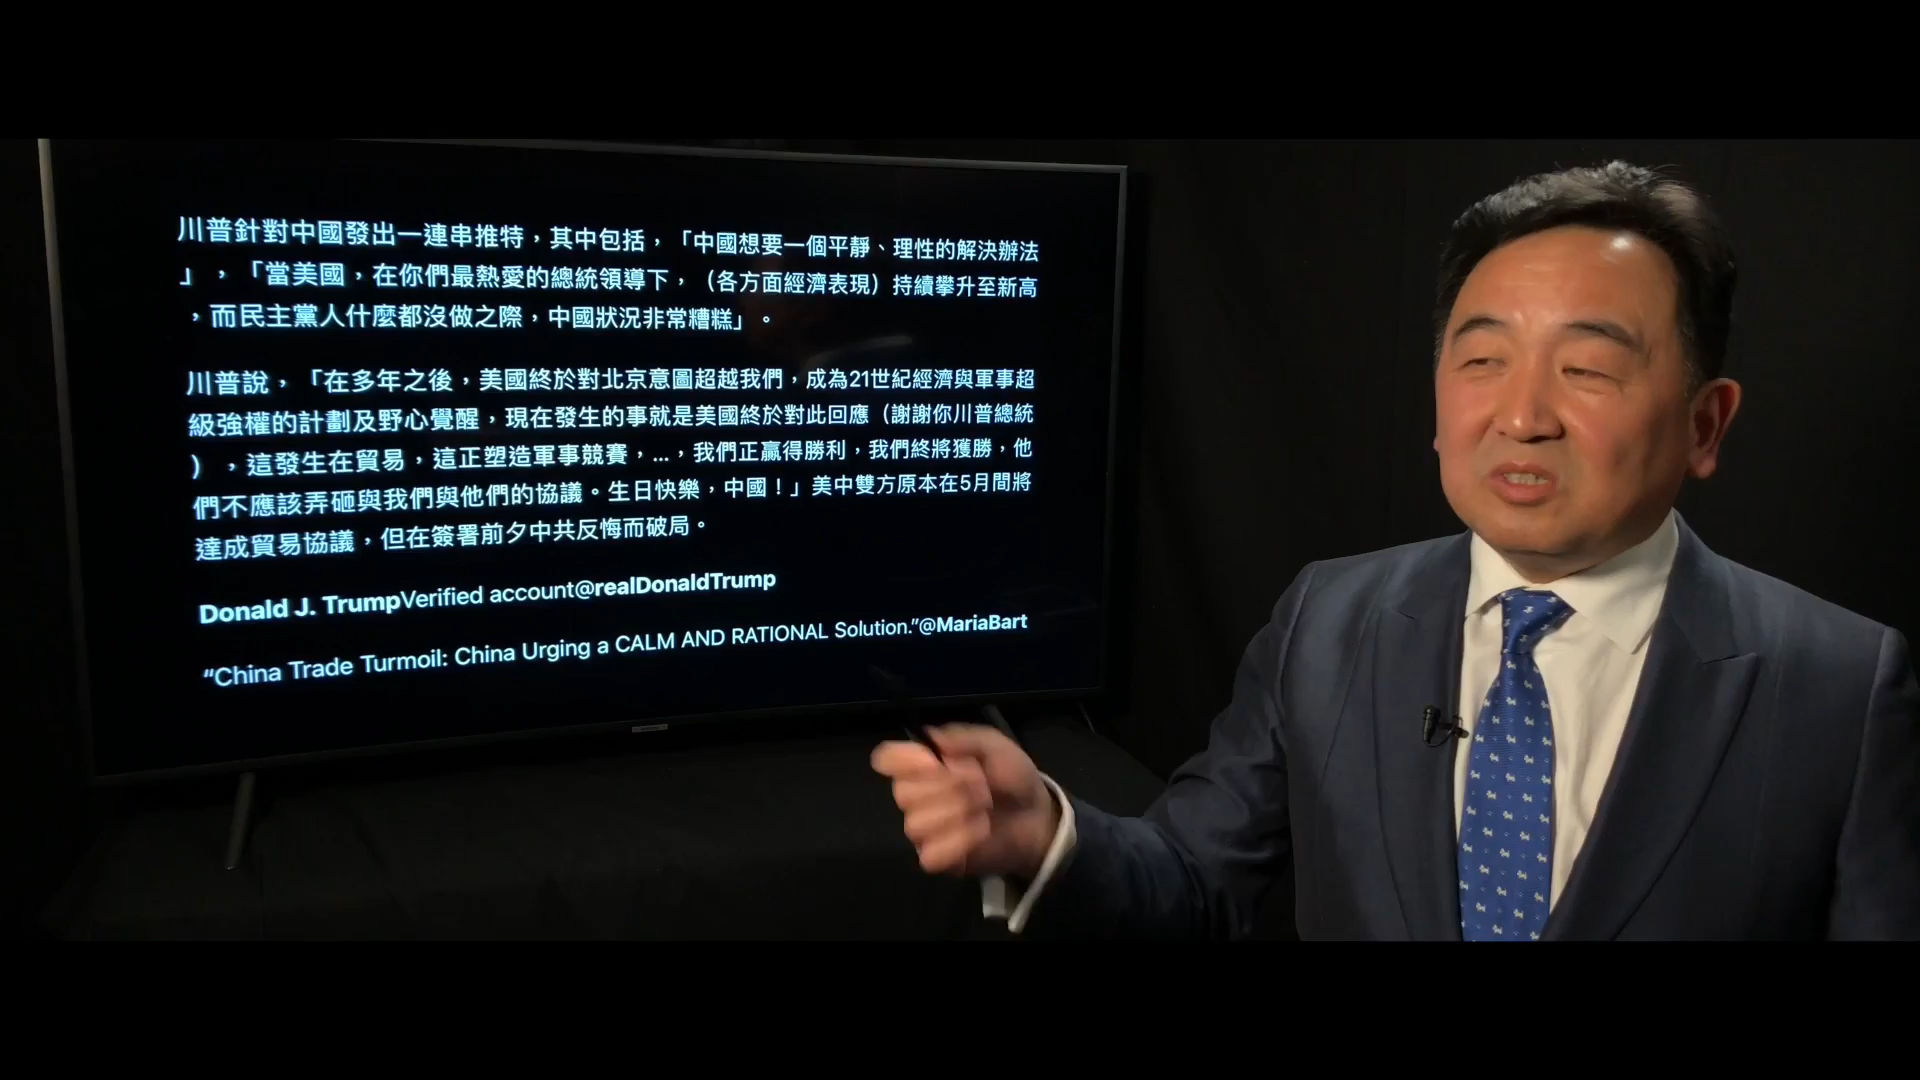 川普針對中國發出一連串推特，其中包括，「中國想要一個平靜、理性的解決辦法
」，「當美國，在你們最熱愛的總統領導下，（各方面經濟表現）持續攀升至新高
，而民主黨人什麼都沒做之際，中國狀況非常糟糕」。
川普說，「在多年之後，美國終於對北京意圖超越我們，成為21世紀經濟與軍事超
級強權的計劃及野心覺醒，現在發生的事就是美國終於對此回應（謝謝你川普總統
），這發生在貿易，這正塑造軍事競賽，...，我們正贏得勝利，我們終將獲勝，他
們不應該弄砸與我們與他們的協議。生日快樂，中國！」美中雙方原本在5月間將
達成貿易協議，但在簽署前夕中共反悔而破局。
Donald J. TrumpVerified account@realDonaldTrump
“China Trade Turmoil: China Urging a CALM AND RATIONAL Solution.”@MariaBart